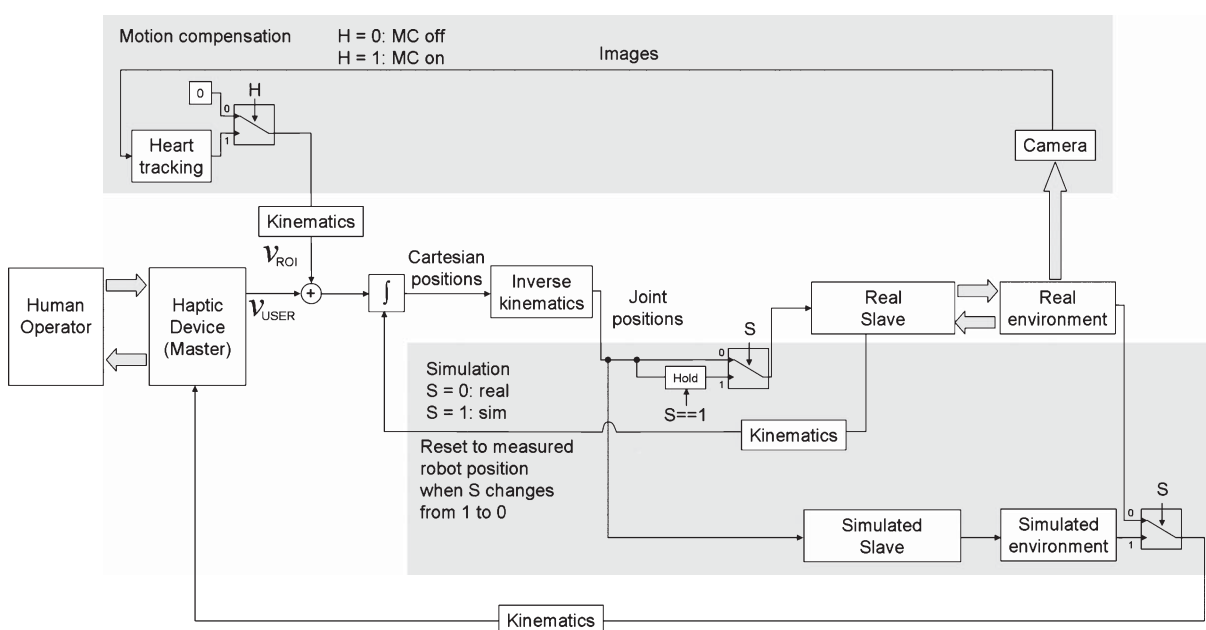 Motion compensation
H = 0: MC off
H = 1: MC on
Images
0
H
0
1
Heart
tracking
Camera
Kinematics
vROI
Human
Operator
Haptic
Device
(Master)
vUSER
+
∫
Cartesian
positions
Inverse
kinematics
Joint
positions
Real
Slave
Real
environment
Simulation
S = 0: real
S = 1: sim
S
0
1
Hold
S==1
Kinematics
Reset to measured
robot position
when S changes
from 1 to 0
Simulated
Slave
Simulated
environment
S
0
1
Kinematics